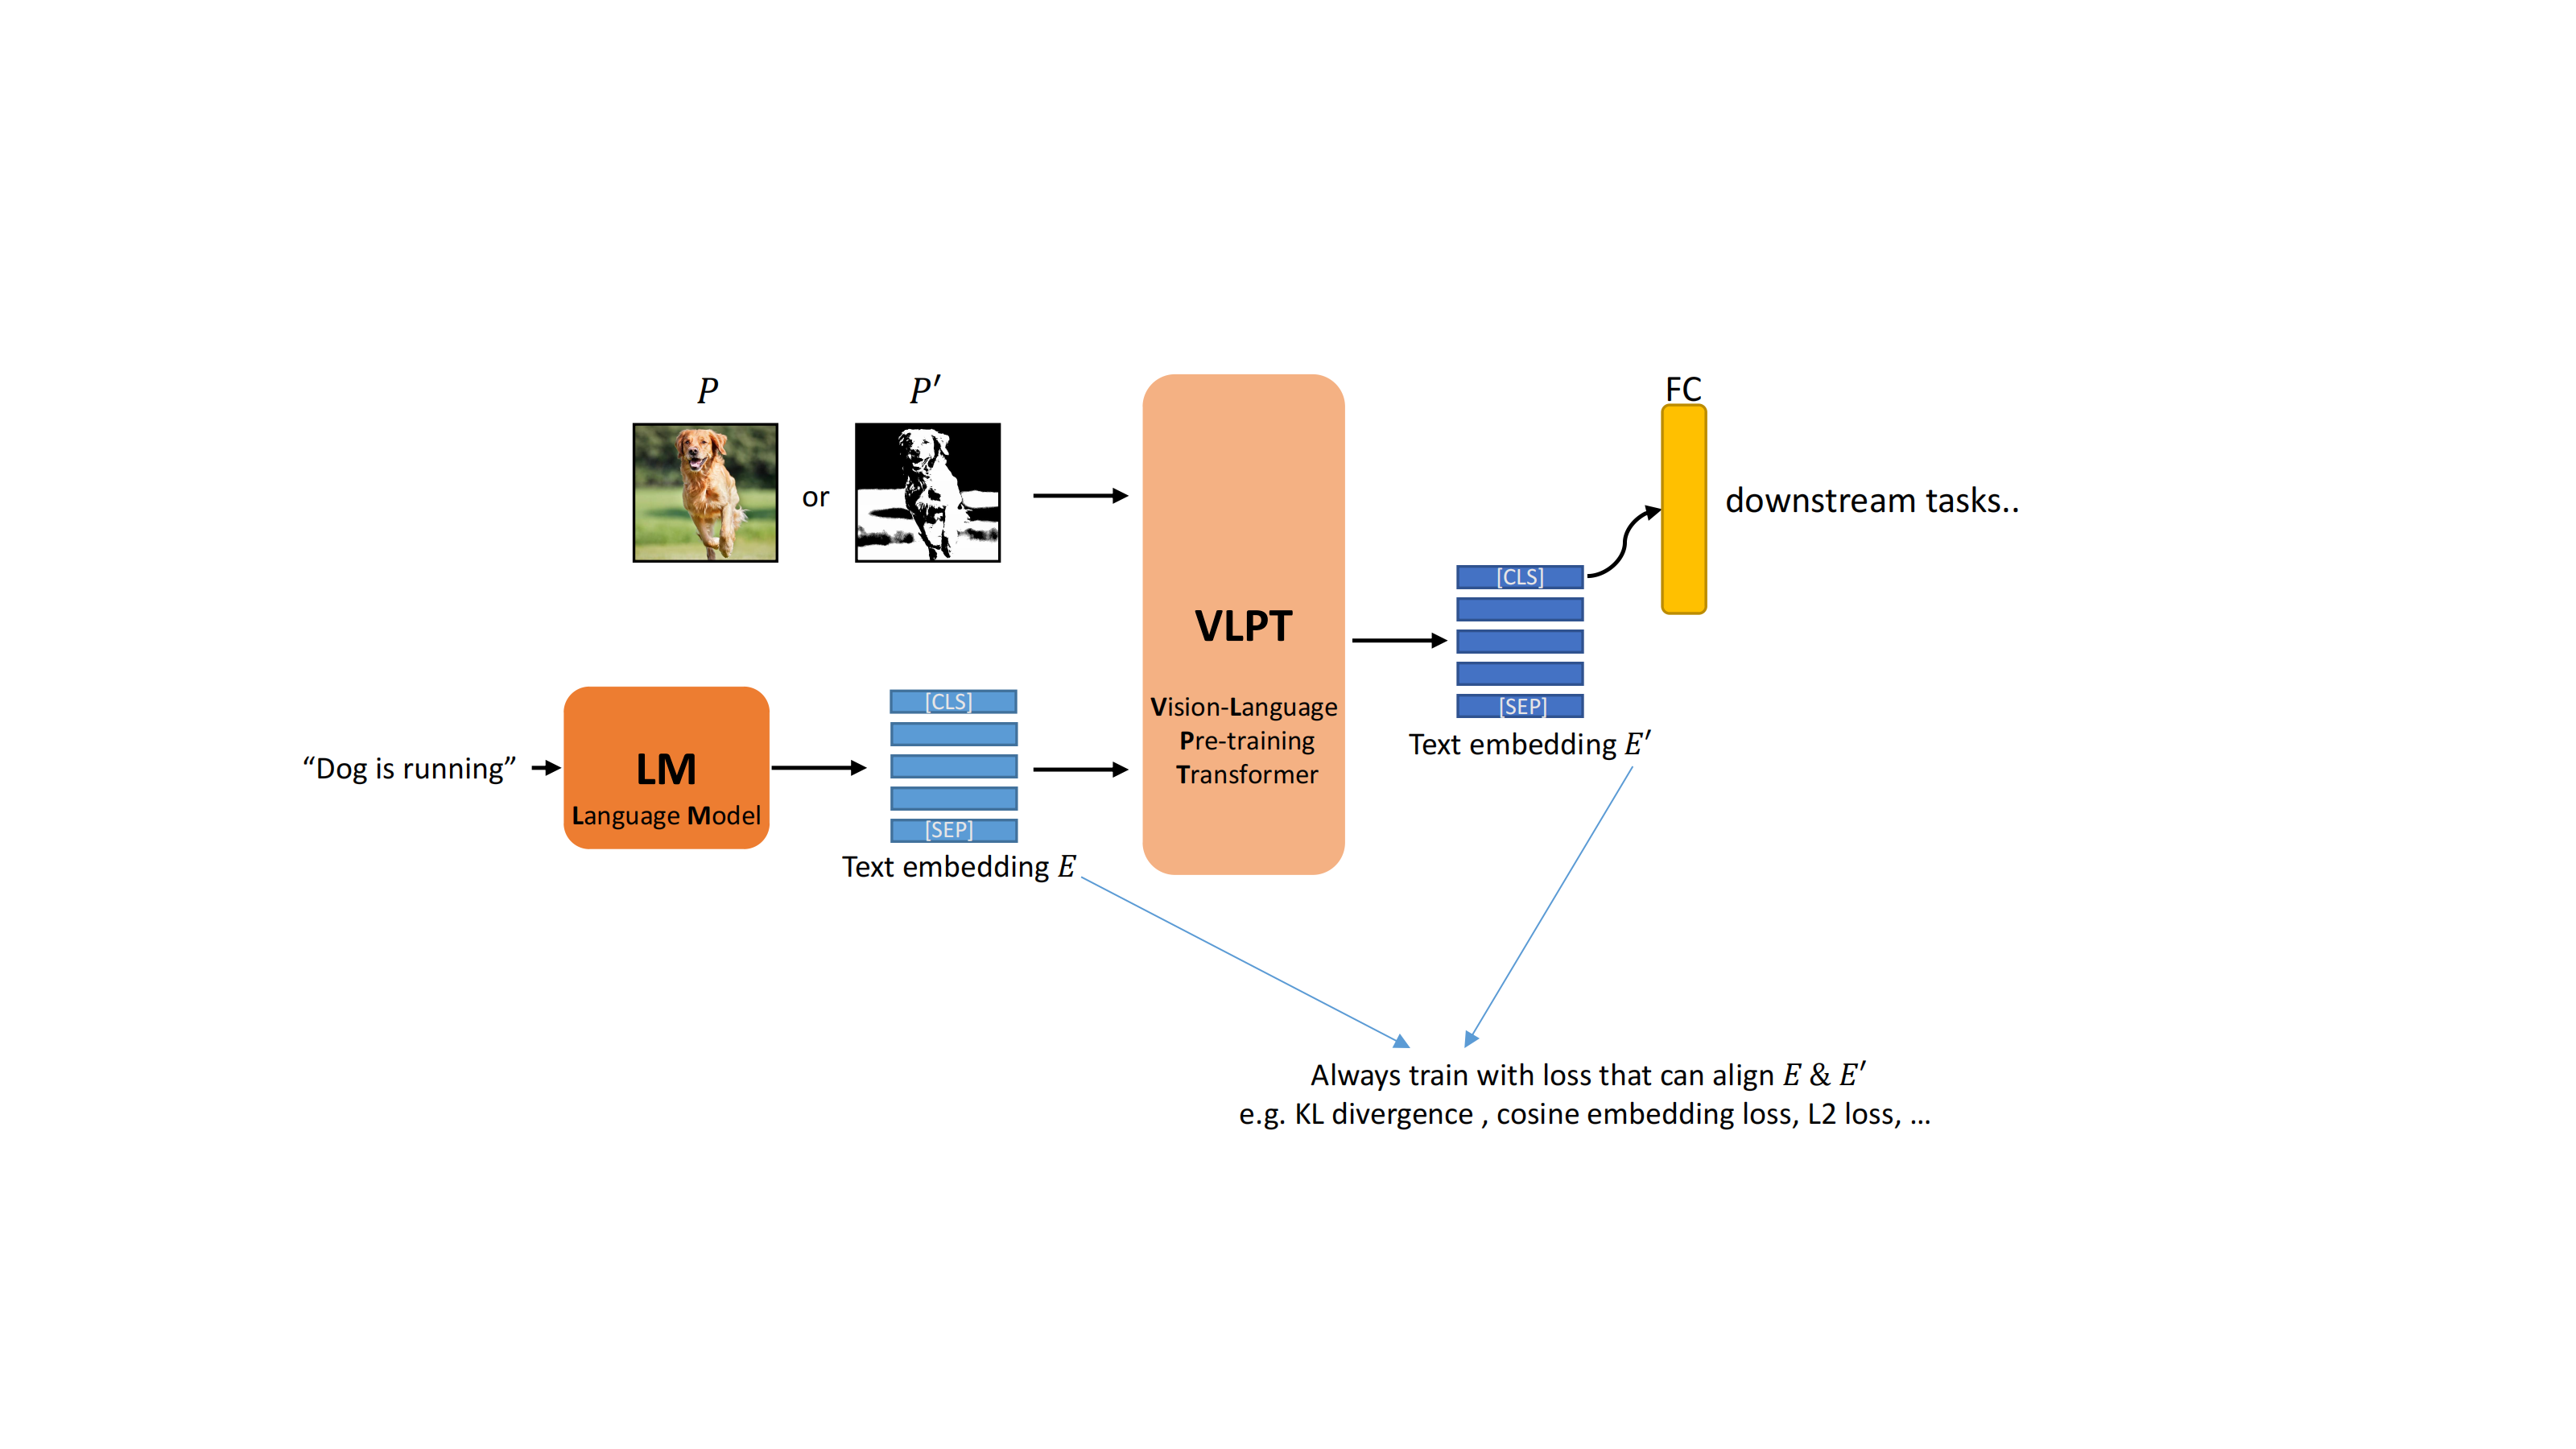 P
P′
FC
or
downstream tasks..
[CLS]
VLPT
[SEP]
Vision-Language
Pre-training
Transformer
Text embedding E′
[CLS]
“Dog is running”
LM
Language Model
[SEP]
Text embedding E
Always train with loss that can align E & E′
e.g. KL divergence , cosine embedding loss, L2 loss, ...